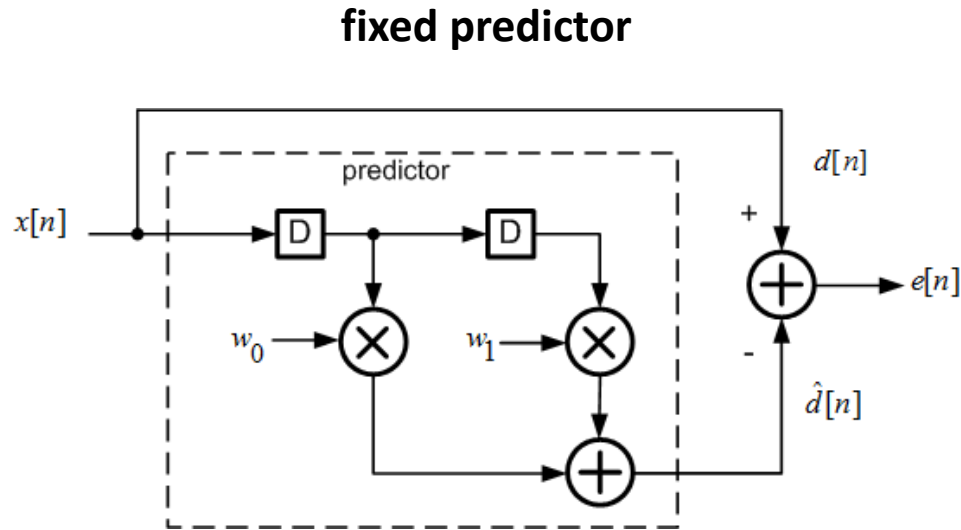 fixed predictor
predictor
d[n]
x[n]
D
D
+
e[n]
w0
w1
-
d̂[n]